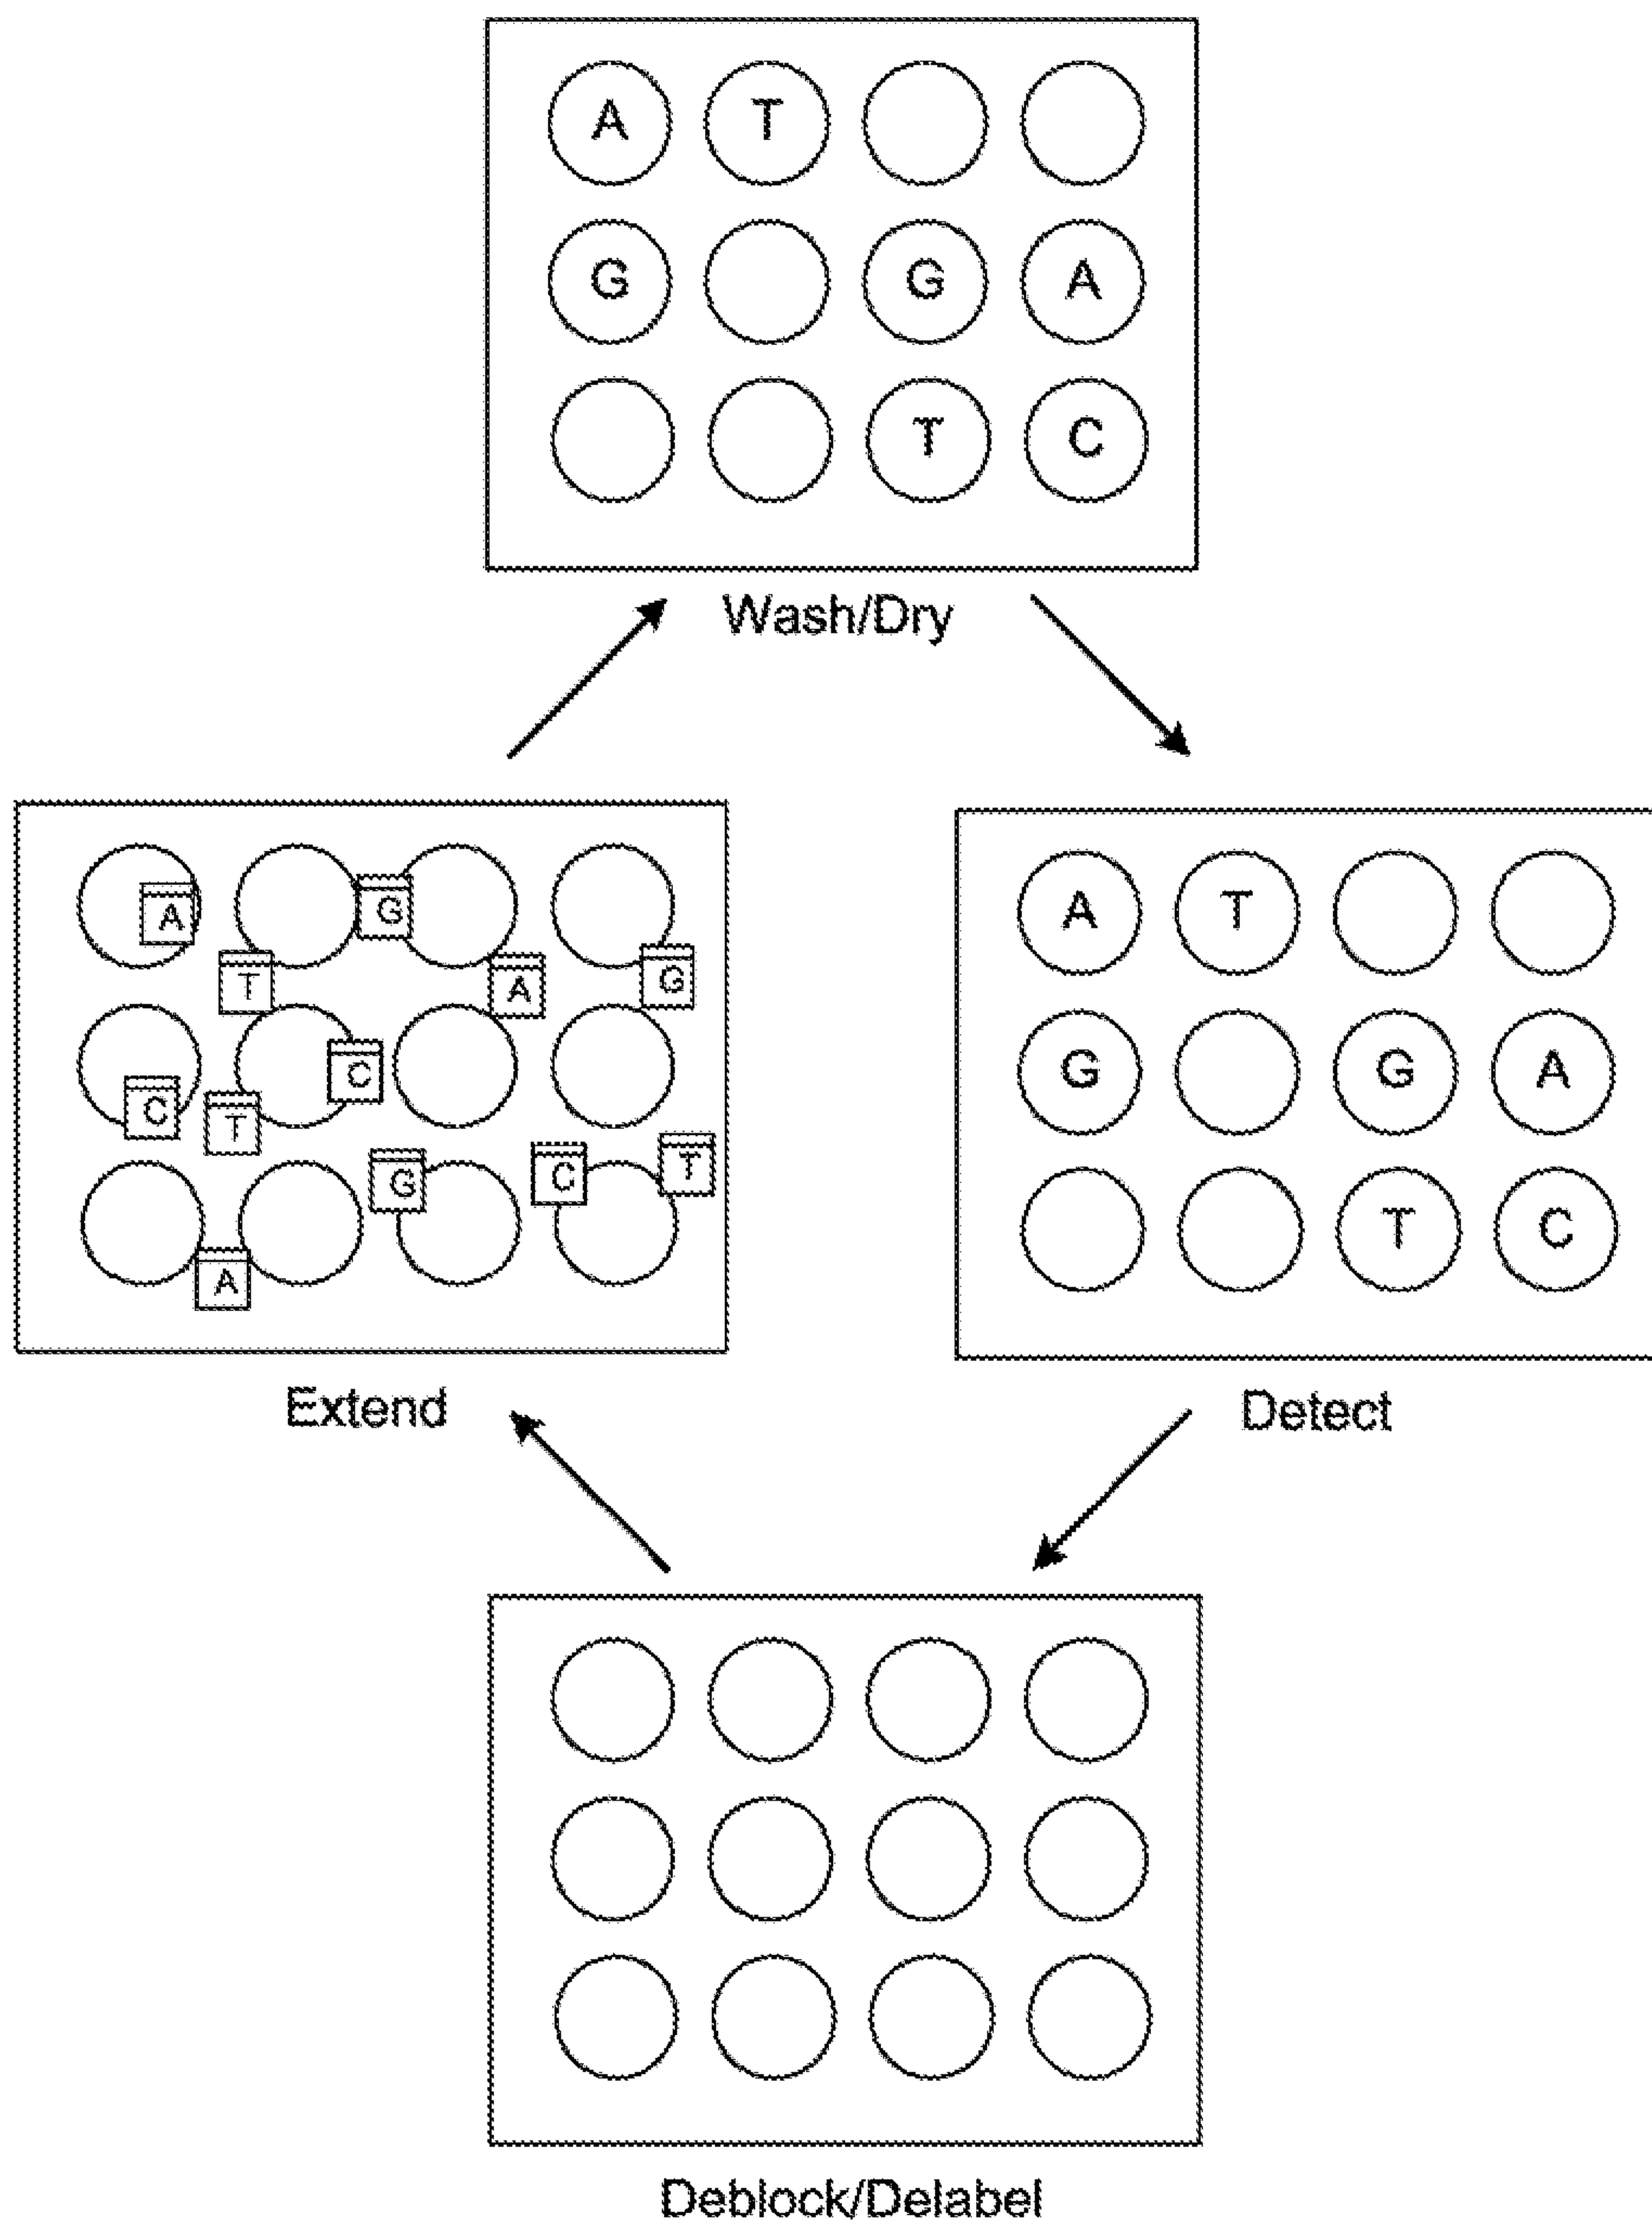 A T
G G A
T C
Wash/Dry
A G
T A G
C T C
G C T
A
Extend
A T
G G A
T C
Detect
Deblock/Delabel